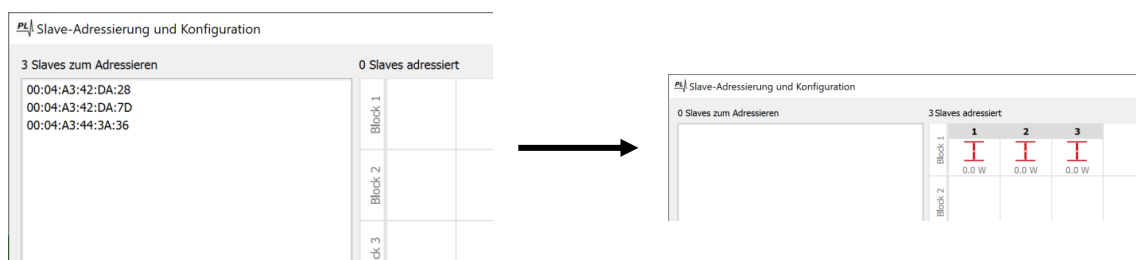 PL Slave-Adressierung und Konfiguration
3 Slaves zum Adressieren
0 Slaves adressiert
00:04:A3:42:DA:28
00:04:A3:42:DA:7D
00:04:A3:44:3A:36
Block 1
Block 2
ck 3
PL Slave-Adressierung und Konfiguration
0 Slaves zum Adressieren
3 Slaves adressiert
1 2 3
Block 1
0.0 W 0.0 W 0.0 W
Block 2